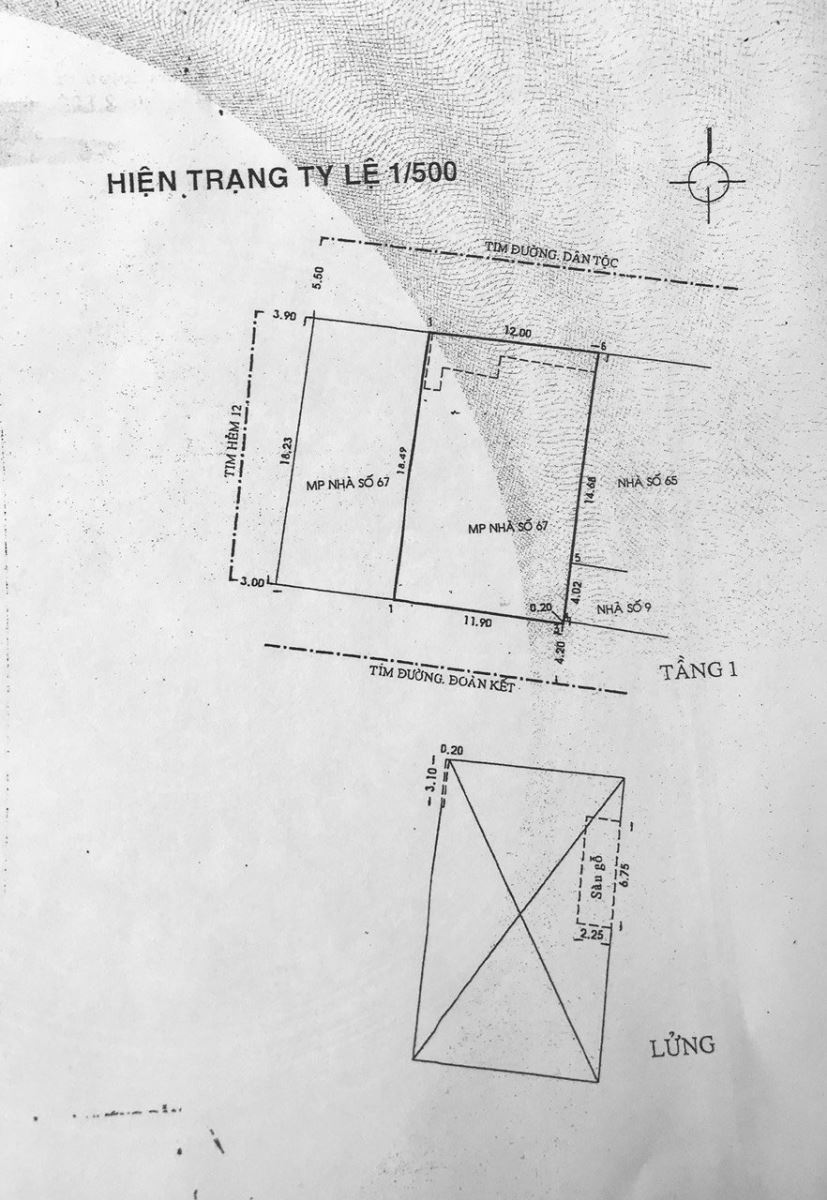 HIỆN TRẠNG TỶ LỆ 1/500
TIM ĐƯỜNG. DÂN TỘC
5.50
3.90
1
12.00
6
TIM HẺM 12
18,23
18.49
14.68
MP NHÀ SỐ 67
NHÀ SỐ 65
MP NHÀ SỐ 67
5
3.00
1
11.90
0.20
4.02
NHÀ SỐ 9
4.20
TẦNG 1
TIM ĐƯỜNG. ĐOÀN KẾT
0.20
3.10
Sàn gỗ
6.75
2.25
LỬNG